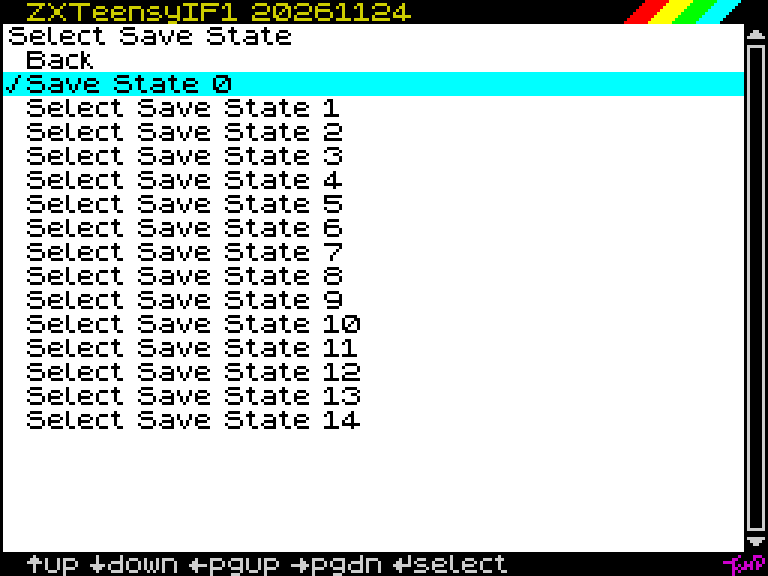 ZXTeensyIF1 20261124
Select Save State
Back
✓Save State 0
Select Save State 1
Select Save State 2
Select Save State 3
Select Save State 4
Select Save State 5
Select Save State 6
Select Save State 7
Select Save State 8
Select Save State 9
Select Save State 10
Select Save State 11
Select Save State 12
Select Save State 13
Select Save State 14
↑up ↓down ←pgup →pgdn ↵select